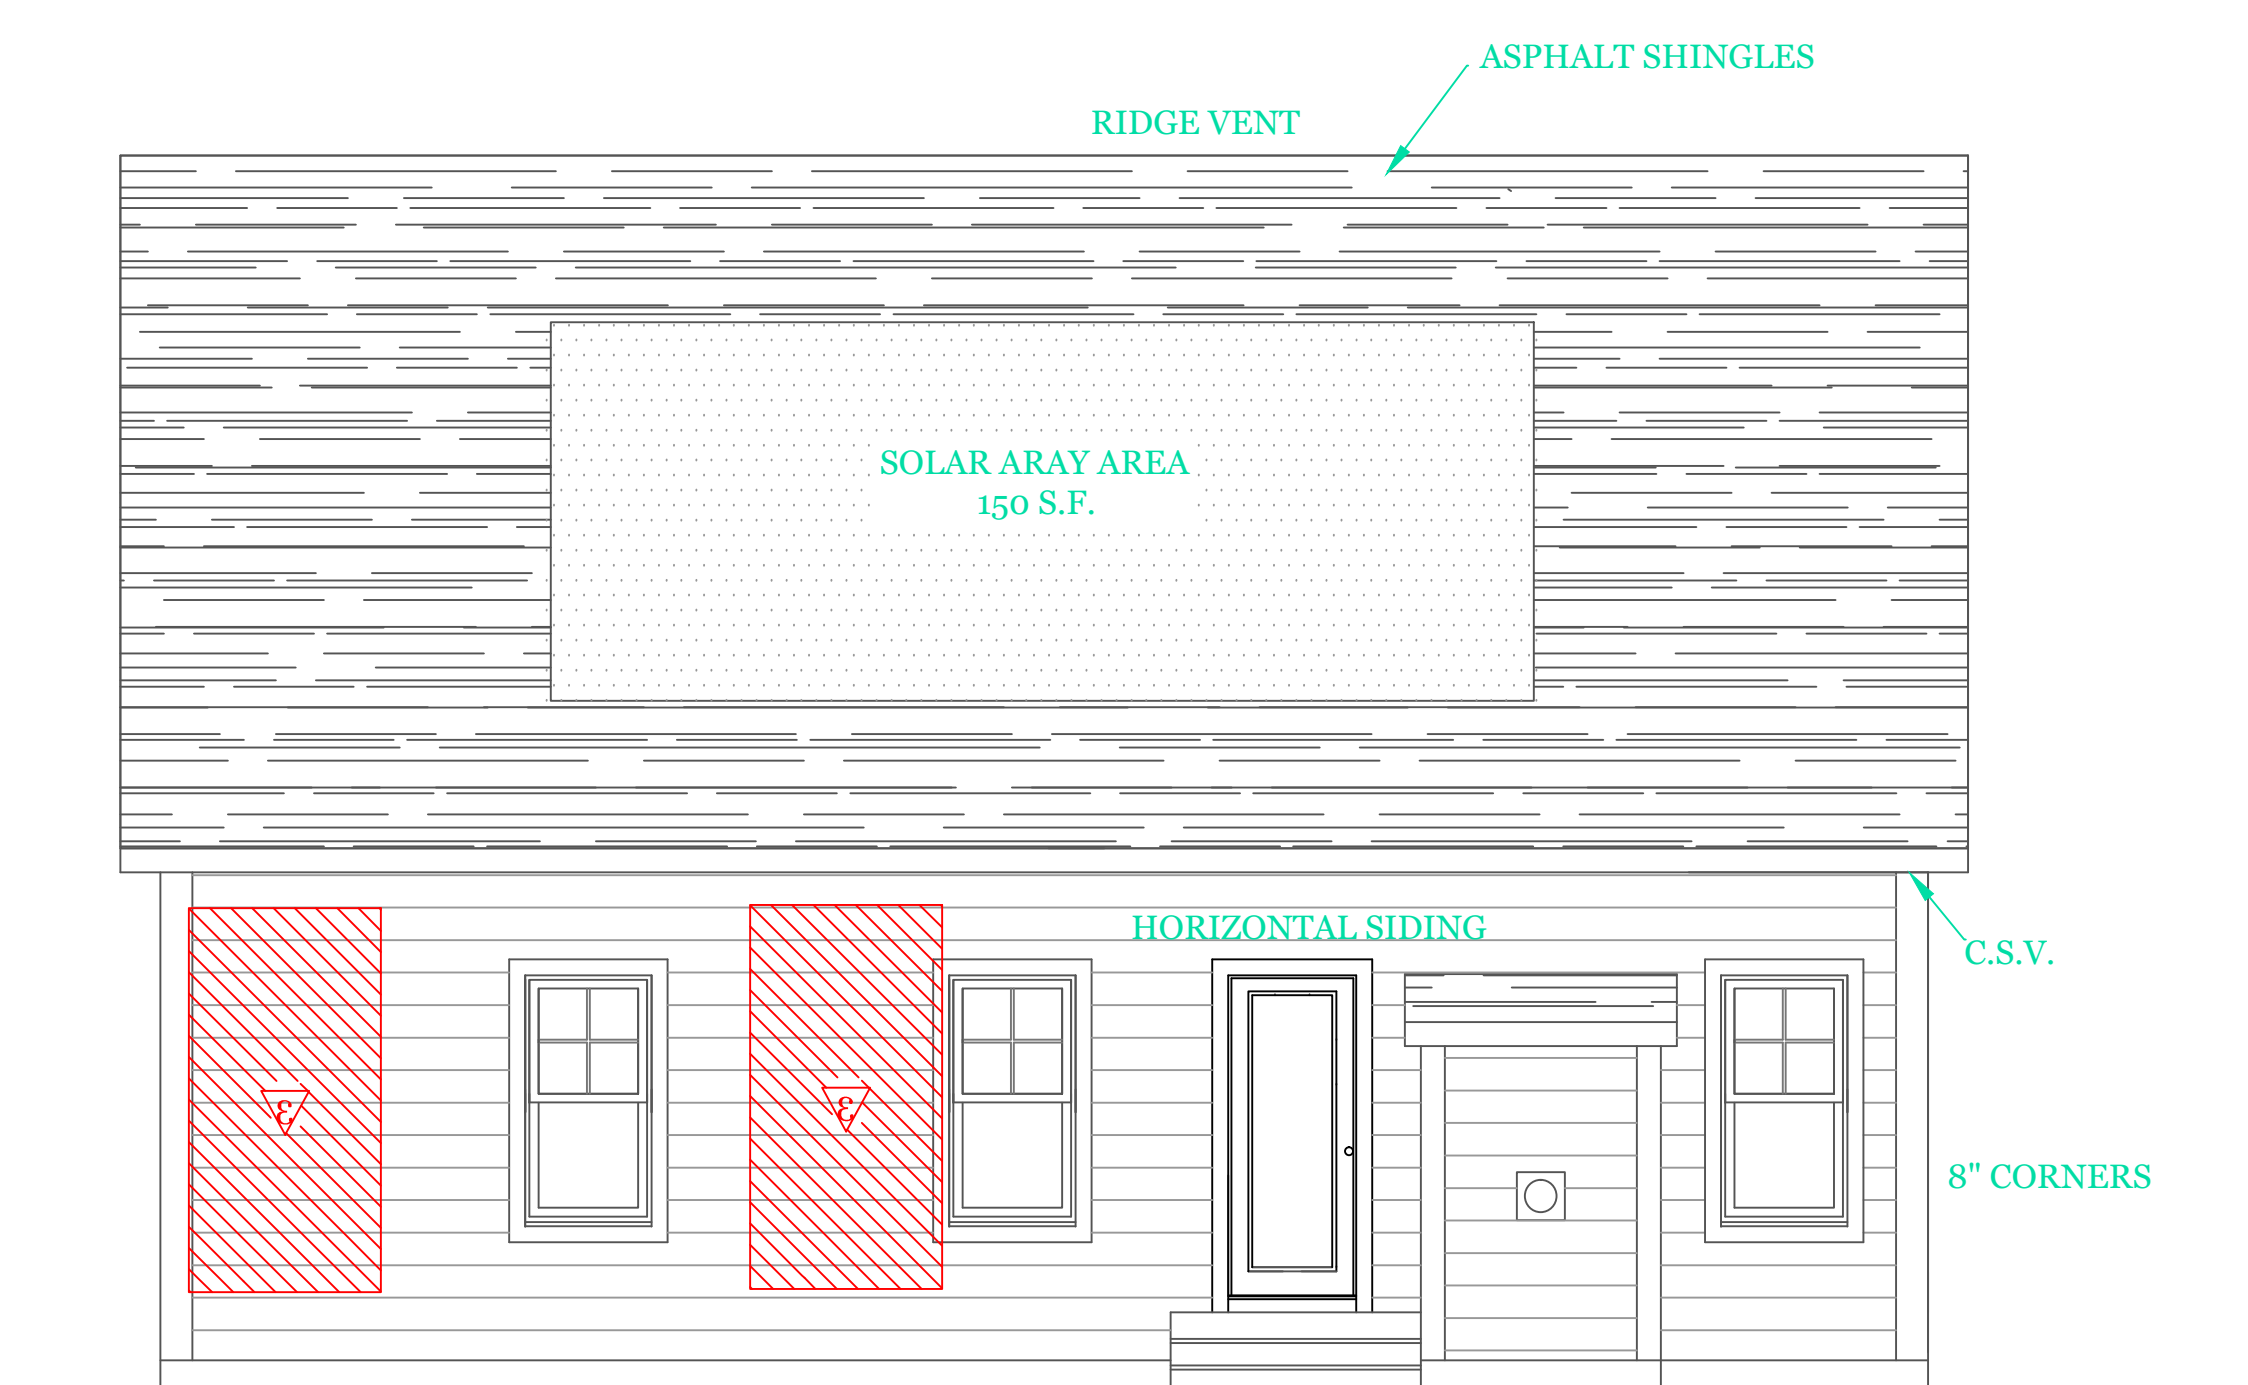 ASPHALT SHINGLES
RIDGE VENT
SOLAR ARAY AREA
150 S.F.
HORIZONTAL SIDING
C.S.V.
3
3
8" CORNERS